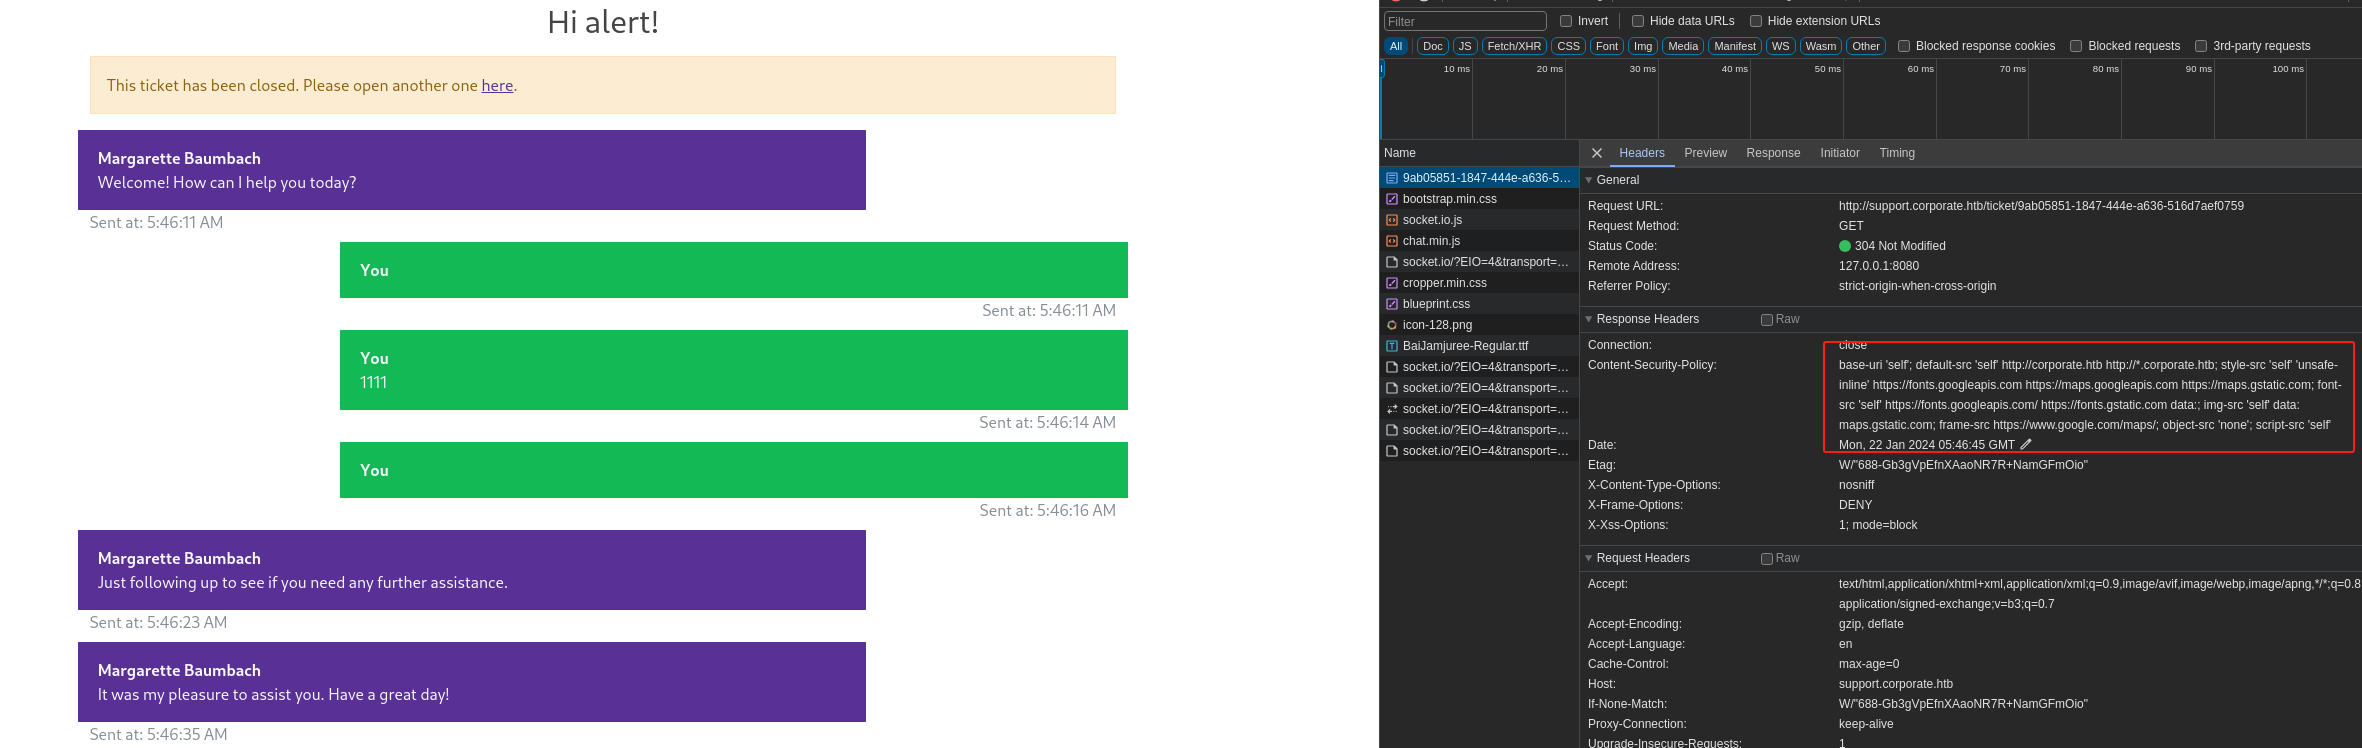 Hi alert!
This ticket has been closed. Please open another one here.
Margarette Baumbach
Welcome! How can I help you today?
Sent at: 5:46:11 AM
You
Sent at: 5:46:11 AM
You
1111
Sent at: 5:46:14 AM
You
Sent at: 5:46:16 AM
Margarette Baumbach
Just following up to see if you need any further assistance.
Sent at: 5:46:23 AM
Margarette Baumbach
It was my pleasure to assist you. Have a great day!
Sent at: 5:46:35 AM
Filter Invert Hide data URLs Hide extension URLs
All Doc JS Fetch/XHR CSS Font Img Media Manifest WS Wasm Other Blocked response cookies Blocked requests 3rd-party requests
10 ms 20 ms 30 ms 40 ms 50 ms 60 ms 70 ms 80 ms 90 ms 100 ms
Name
9ab05851-1847-444e-a636-5…
bootstrap.min.css
socket.io.js
chat.min.js
socket.io/?EIO=4&transport=…
cropper.min.css
blueprint.css
icon-128.png
BaiJamjuree-Regular.ttf
socket.io/?EIO=4&transport=…
socket.io/?EIO=4&transport=…
socket.io/?EIO=4&transport=…
socket.io/?EIO=4&transport=…
socket.io/?EIO=4&transport=…
Headers Preview Response Initiator Timing
General
Request URL: http://support.corporate.htb/ticket/9ab05851-1847-444e-a636-516d7aef0759
Request Method: GET
Status Code: 304 Not Modified
Remote Address: 127.0.0.1:8080
Referrer Policy: strict-origin-when-cross-origin
Response Headers Raw
Connection: close
Content-Security-Policy: base-uri 'self'; default-src 'self' http://corporate.htb http://*.corporate.htb; style-src 'self' 'unsafe-
inline' https://fonts.googleapis.com https://maps.googleapis.com https://maps.gstatic.com; font-
src 'self' https://fonts.googleapis.com/ https://fonts.gstatic.com data:; img-src 'self' data:
maps.gstatic.com; frame-src https://www.google.com/maps/; object-src 'none'; script-src 'self'
Date: Mon, 22 Jan 2024 05:46:45 GMT
Etag: W/"688-Gb3gVpEfnXAaoNR7R+NamGFmOio"
X-Content-Type-Options: nosniff
X-Frame-Options: DENY
X-Xss-Options: 1; mode=block
Request Headers Raw
Accept: text/html,application/xhtml+xml,application/xml;q=0.9,image/avif,image/webp,image/apng,*/*;q=0.8
application/signed-exchange;v=b3;q=0.7
Accept-Encoding: gzip, deflate
Accept-Language: en
Cache-Control: max-age=0
Host: support.corporate.htb
If-None-Match: W/"688-Gb3gVpEfnXAaoNR7R+NamGFmOio"
Proxy-Connection: keep-alive
Upgrade-Insecure-Requests: 1